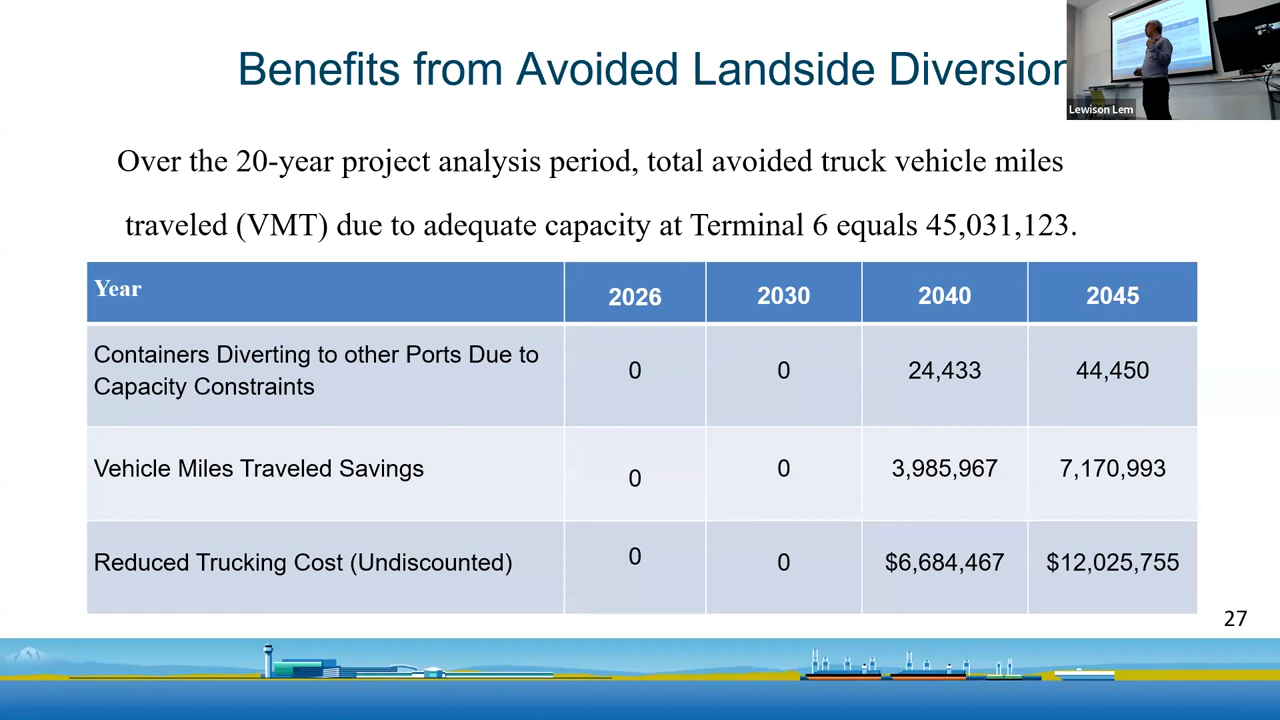 Benefits from Avoided Landside Diversion
Lewison Lem
Over the 20-year project analysis period, total avoided truck vehicle miles
traveled (VMT) due to adequate capacity at Terminal 6 equals 45,031,123.
Year 2026 2030 2040 2045
Containers Diverting to other Ports Due to
Capacity Constraints 0 0 24,433 44,450
Vehicle Miles Traveled Savings 0 0 3,985,967 7,170,993
Reduced Trucking Cost (Undiscounted) 0 0 $6,684,467 $12,025,755
27